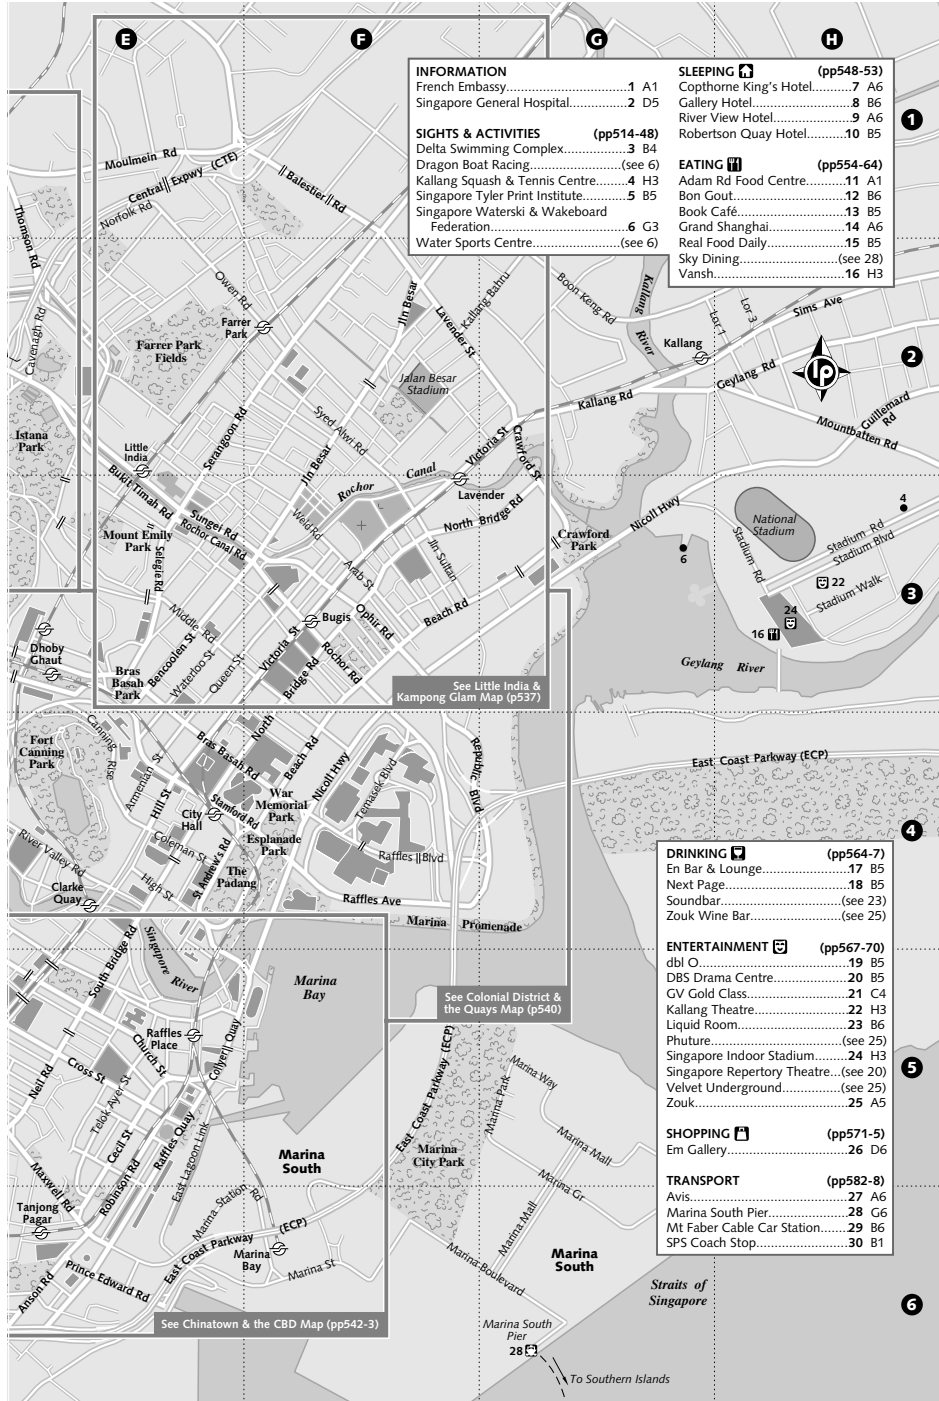 E
F
G
H
INFORMATION
French Embassy...1 A1
Singapore General Hospital...2 D5
SIGHTS & ACTIVITIES (pp514-48)
Delta Swimming Complex...3 B4
Dragon Boat Racing...(see 6)
Kallang Squash & Tennis Centre...4 H3
Singapore Tyler Print Institute...5 B5
Singapore Waterski & Wakeboard
Federation...6 G3
Water Sports Centre...(see 6)
SLEEPING (pp548-53)
Copthorne King's Hotel...7 A6
Gallery Hotel...8 B6
River View Hotel...9 A6
Robertson Quay Hotel...10 B5
EATING (pp554-64)
Adam Rd Food Centre...11 A1
Bon Gout...12 B6
Book Café...13 B5
Grand Shanghai...14 A6
Real Food Daily...15 B5
Sky Dining...(see 28)
Vansh...16 H3
1
Moulmein Rd
Central Expwy (CTE)
Balestier Rd
Norfolk Rd
Thomson Rd
Owen Rd
Cavenagh Rd
Farrer
Park
Farrer Park
Fields
Jln Besar
Lavender St
Kallang Bahru
Boon Keng Rd
Kallang
River
Lor 1
Lor 3
Sims Ave
Kallang
lp
2
Geylang Rd
Guillemard
Rd
Mountbatten Rd
Kallang Rd
Jalan Besar
Stadium
Istana
Park
Little
India
Serangoon Rd
Syed Alwi Rd
Jln Besar
Rochor
Canal
Victoria St
Crawford St
Lavender
Bukit Timah Rd
Sungei Rd
Rochor Canal Rd
Weld Rd
North Bridge Rd
Mount Emily
Park
Selegie Rd
Jln Sultan
Arab St
Crawford
Park
Nicoll Hwy
National
Stadium
4
6
Stadium Rd
Stadium Rd
Stadium Blvd
22
Stadium Walk
24
16
3
Geylang River
Middle Rd
Bugis
Ophir Rd
Beach Rd
Dhoby
Ghaut
Bras
Basah
Park
Bencoolen St
Waterloo St
Queen St
Victoria St
North
Bridge Rd
Rochor Rd
See Little India &
Kampong Glam Map (p537)
Fort
Canning
Park
Canning
Rise
Bras Basah Rd
Beach Rd
Nicoll Hwy
Temasek Blvd
Republic Blvd
East Coast Parkway (ECP)
Armenian St
Hill St
Stamford Rd
City
Hall
War
Memorial
Park
Esplanade
Park
Coleman St
St Andrew's Rd
The
Padang
Raffles Blvd
River Valley Rd
High St
Clarke
Quay
Raffles Ave
Marina Promenade
4
DRINKING (pp564-7)
En Bar & Lounge...17 B5
Next Page...18 B5
Soundbar...(see 23)
Zouk Wine Bar...(see 25)
ENTERTAINMENT (pp567-70)
dbl O...19 B5
DBS Drama Centre...20 B5
GV Gold Class...21 C4
Kallang Theatre...22 H3
Liquid Room...23 B6
Phuture...(see 25)
Singapore Indoor Stadium...24 H3
Singapore Repertory Theatre...(see 20)
Velvet Underground...(see 25)
Zouk...25 A5
SHOPPING (pp571-5)
Em Gallery...26 D6
TRANSPORT (pp582-8)
Avis...27 A6
Marina South Pier...28 G6
Mt Faber Cable Car Station...29 B6
SPS Coach Stop...30 B1
Singapore River
South Bridge Rd
Marina
Bay
See Colonial District &
the Quays Map (p540)
Raffles
Place
Church St
Collyer Quay
Cross St
Neil Rd
Telok Ayer St
Cecil St
Raffles Quay
Robinson Rd
East Lagoon Link
East Coast Parkway (ECP)
Marina Park
Marina Way
Marina Mall
Marina
City Park
Marina
South
5
Maxwell Rd
Tanjong
Pagar
Marina Station Rd
East Coast Parkway (ECP)
Marina
Bay
Marina St
Marina Gr
Marina Mall
Marina Boulevard
Marina
South
Straits of
Singapore
6
Anson Rd
Prince Edward Rd
See Chinatown & the CBD Map (pp542-3)
Marina South
Pier
28
To Southern Islands